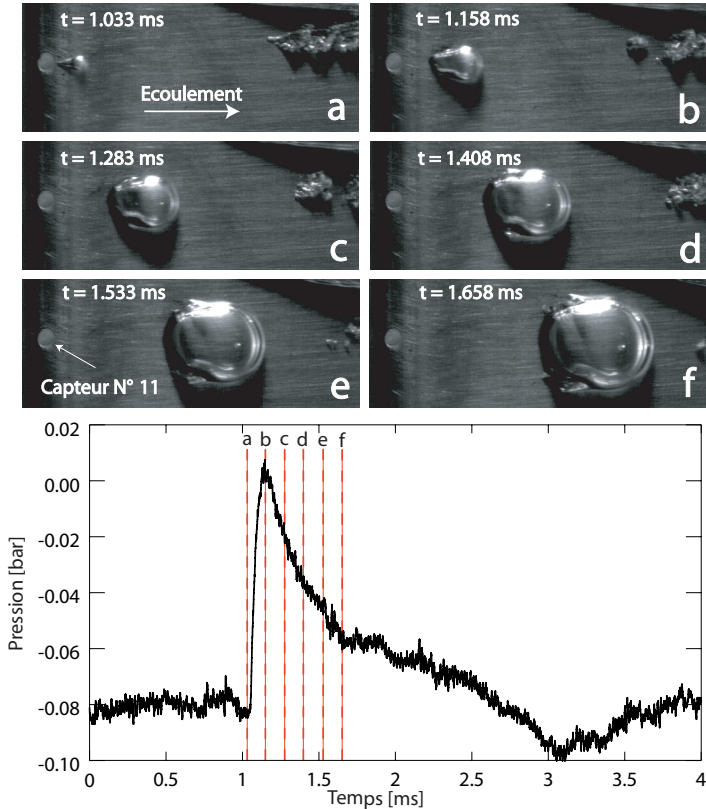 t = 1.033 ms
Ecoulement
a
t = 1.158 ms
b
t = 1.283 ms
c
t = 1.408 ms
d
t = 1.533 ms
Capteur N° 11
e
t = 1.658 ms
f
0.02
0.00
-0.02
-0.04
-0.06
-0.08
-0.10
Pression [bar]
a b c d e f
0 0.5 1 1.5 2 2.5 3 3.5 4
Temps [ms]